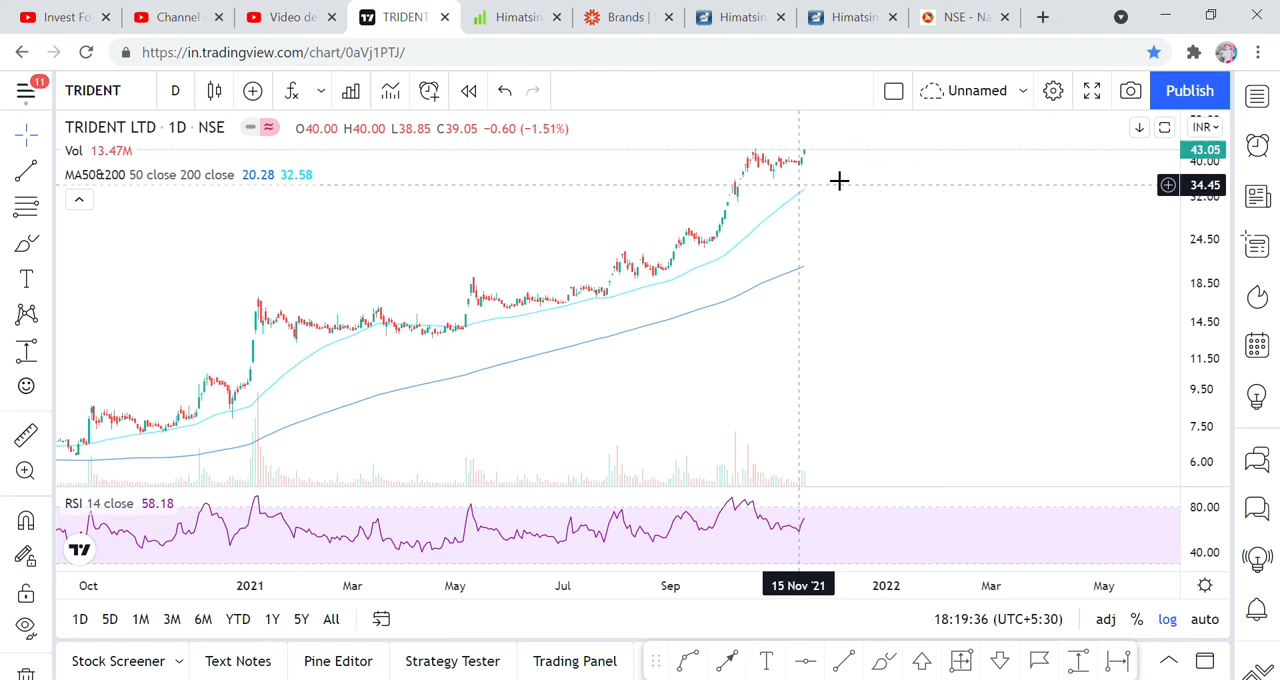 Invest Fo
Channel
Video de
TRIDENT
Himatsin
Brands |
Himatsin
Himatsin
NSE - Na
https://in.tradingview.com/chart/0aVj1PTJ/
11
TRIDENT
D
Unnamed
Publish
TRIDENT LTD · 1D · NSE
O40.00 H40.00 L38.85 C39.05 −0.60 (−1.51%)
INR
Vol 13.47M
43.05
40.00
MA50&200 50 close 200 close 20.28 32.58
34.45
32.00
24.50
18.50
14.50
11.50
9.50
7.50
6.00
RSI 14 close 58.18
80.00
40.00
Oct 2021 Mar May Jul Sep 15 Nov '21 2022 Mar May
1D 5D 1M 3M 6M YTD 1Y 5Y All
18:19:36 (UTC+5:30) adj % log auto
Stock Screener Text Notes Pine Editor Strategy Tester Trading Panel